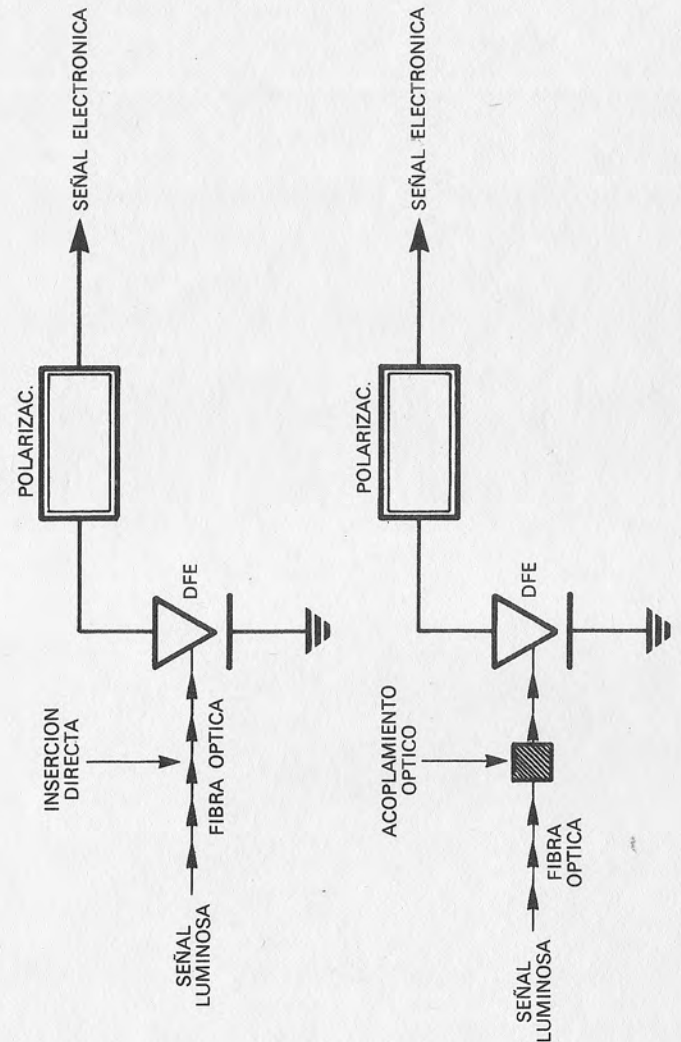 SEÑAL
LUMINOSA
FIBRA OPTICA
INSERCION
DIRECTA
DFE
POLARIZAC.
SEÑAL ELECTRONICA
SEÑAL
LUMINOSA
FIBRA
OPTICA
ACOPLAMIENTO
OPTICO
DFE
POLARIZAC.
SEÑAL ELECTRONICA